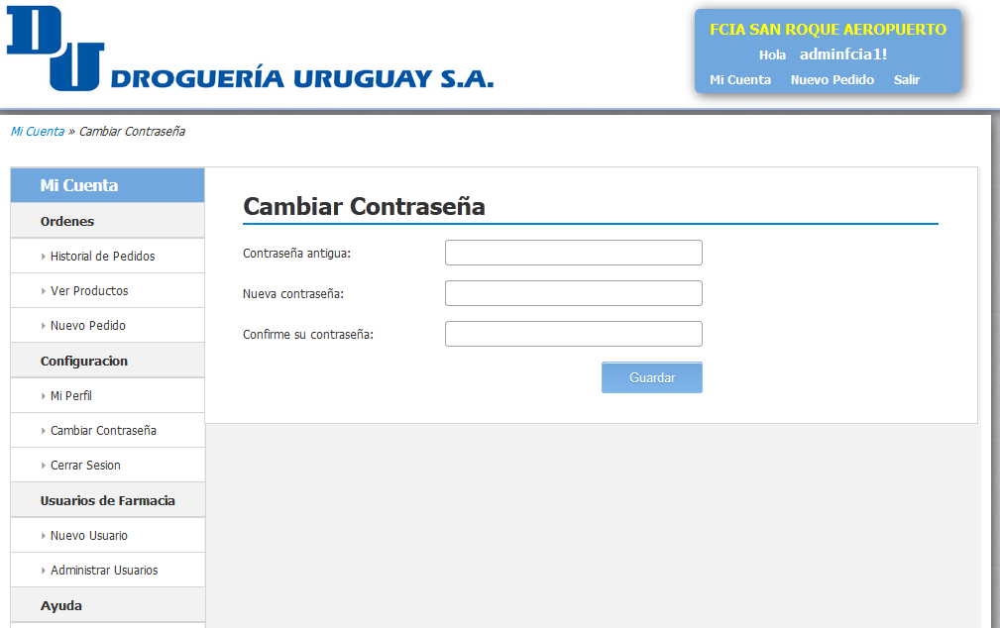 DU
DROGUERÍA URUGUAY S.A.
FCIA SAN ROQUE AEROPUERTO
Hola adminfcia1!
Mi Cuenta Nuevo Pedido Salir
Mi Cuenta » Cambiar Contraseña
Mi Cuenta
Ordenes
Historial de Pedidos
Ver Productos
Nuevo Pedido
Configuracion
Mi Perfil
Cambiar Contraseña
Cerrar Sesion
Usuarios de Farmacia
Nuevo Usuario
Administrar Usuarios
Ayuda
Cambiar Contraseña
Contraseña antigua:
Nueva contraseña:
Confirme su contraseña:
Guardar